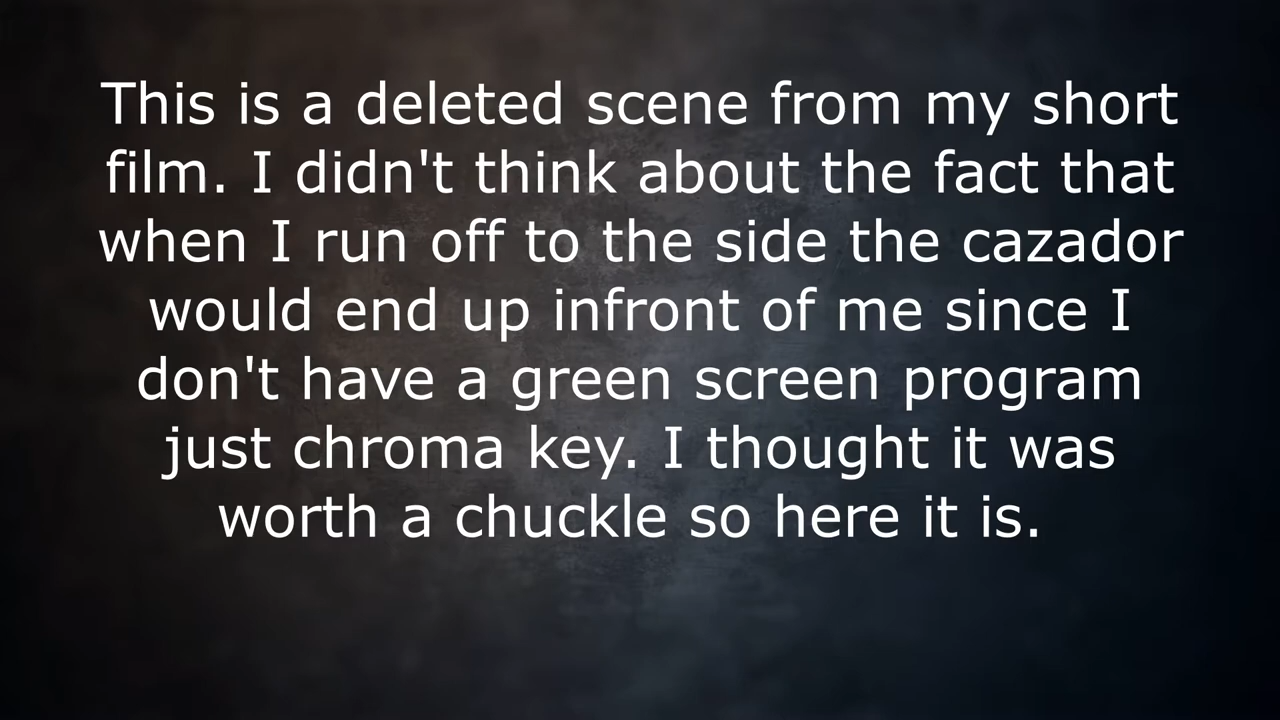 This is a deleted scene from my short
film. I didn't think about the fact that
when I run off to the side the cazador
would end up infront of me since I
don't have a green screen program
just chroma key. I thought it was
worth a chuckle so here it is.